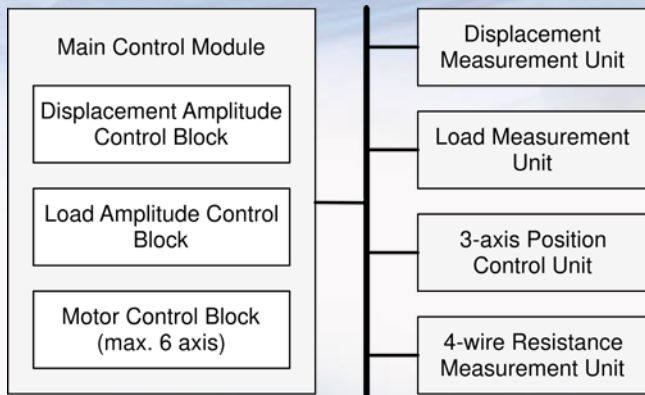 Main Control Module
Displacement Amplitude
Control Block
Load Amplitude Control
Block
Motor Control Block
(max. 6 axis)
Displacement
Measurement Unit
Load Measurement
Unit
3-axis Position
Control Unit
4-wire Resistance
Measurement Unit